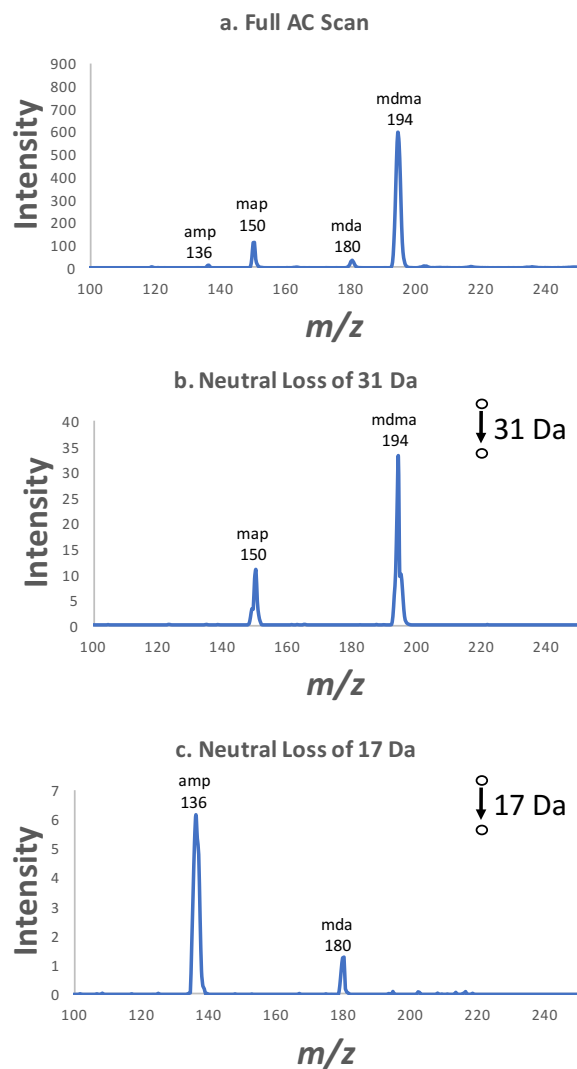 a. Full AC Scan
Intensity
900
800
700
600
500
400
300
200
100
0
amp
136
map
150
mda
180
mdma
194
100 120 140 160 180 200 220 240
m/z
b. Neutral Loss of 31 Da
Intensity
40
35
30
25
20
15
10
5
0
map
150
mdma
194
31 Da
100 120 140 160 180 200 220 240
m/z
c. Neutral Loss of 17 Da
Intensity
7
6
5
4
3
2
1
0
amp
136
mda
180
17 Da
100 120 140 160 180 200 220 240
m/z